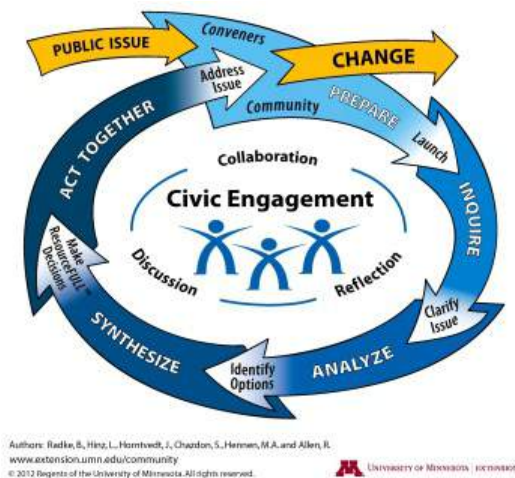 PUBLIC ISSUE
Conveners
CHANGE
Address
Issue
Community
PREPARE
Launch
INQUIRE
Clarify
Issue
ANALYZE
Identify
Options
SYNTHESIZE
Make
ResourceFULL™
Decisions
ACT TOGETHER
Collaboration
Civic Engagement
Discussion
Reflection
Authors: Radke, B., Hinz, L., Horntvedt, J., Chazdon, S., Hennen, M.A. and Allen, R.
www.extension.umn.edu/community
© 2012 Regents of the University of Minnesota. All rights reserved.
M UNIVERSITY OF MINNESOTA | EXTENSION